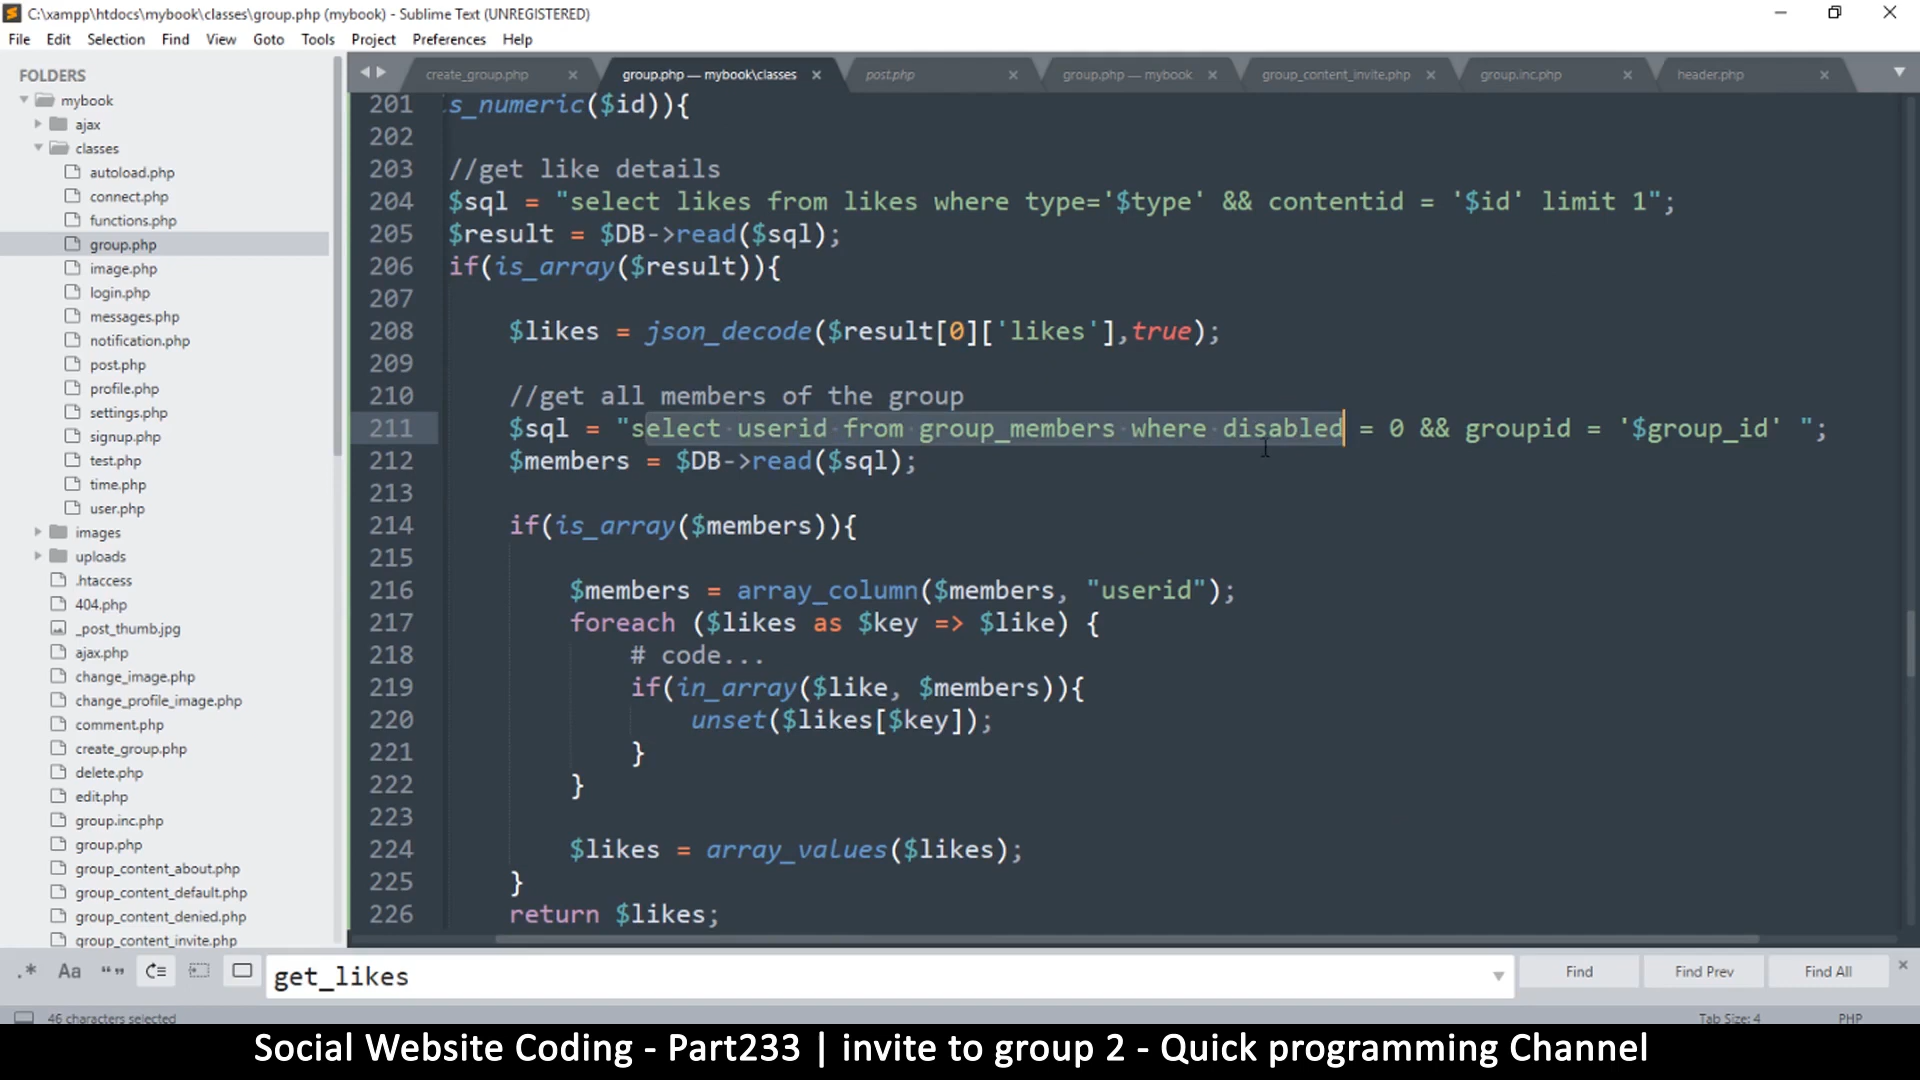 C:\xampp\htdocs\mybook\classes\group.php (mybook) - Sublime Text (UNREGISTERED)
File Edit Selection Find View Goto Tools Project Preferences Help
FOLDERS
mybook
ajax
classes
autoload.php
connect.php
functions.php
group.php
image.php
login.php
messages.php
notification.php
post.php
profile.php
settings.php
signup.php
test.php
time.php
user.php
images
uploads
.htaccess
404.php
_post_thumb.jpg
ajax.php
change_image.php
change_profile_image.php
comment.php
create_group.php
delete.php
edit.php
group.inc.php
group.php
group_content_about.php
group_content_default.php
group_content_denied.php
group_content_invite.php
create_group.php group.php — mybook\classes post.php group.php — mybook group_content_invite.php group.inc.php header.php
201 s_numeric($id)){
202
203 //get like details
204 $sql = "select likes from likes where type='$type' && contentid = '$id' limit 1";
205 $result = $DB->read($sql);
206 if(is_array($result)){
207
208 $likes = json_decode($result[0]['likes'],true);
209
210 //get all members of the group
211 $sql = "select userid from group_members where disabled = 0 && groupid = '$group_id' ";
212 $members = $DB->read($sql);
213
214 if(is_array($members)){
215
216 $members = array_column($members, "userid");
217 foreach ($likes as $key => $like) {
218 # code...
219 if(in_array($like, $members)){
220 unset($likes[$key]);
221 }
222 }
223
224 $likes = array_values($likes);
225 }
226 return $likes;
.* Aa “” get_likes Find Find Prev Find All
46 characters selected Tab Size: 4 PHP
Social Website Coding - Part233 | invite to group 2 - Quick programming Channel